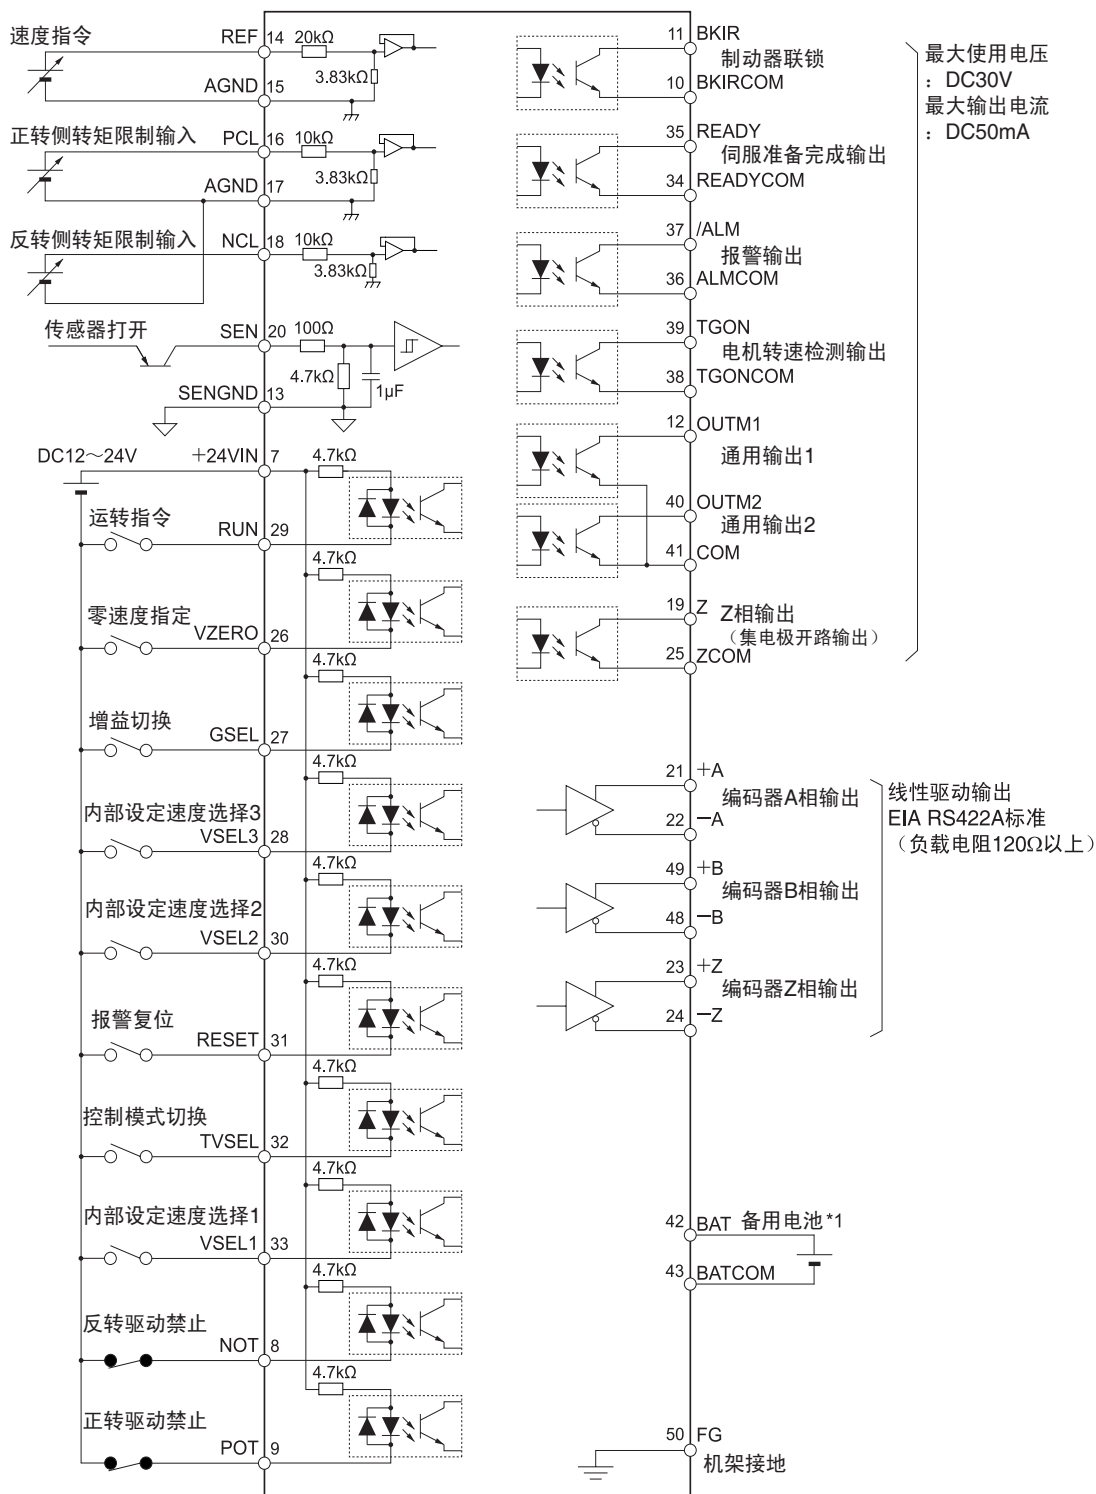 速度指令
REF 14 20kΩ
3.83kΩ
AGND 15
正转侧转矩限制输入
PCL 16 10kΩ
3.83kΩ
AGND 17
反转侧转矩限制输入
NCL 18 10kΩ
3.83kΩ
传感器打开
SEN 20 100Ω
4.7kΩ
1μF
SENGND 13
DC12~24V
+24VIN 7 4.7kΩ
运转指令
RUN 29
4.7kΩ
零速度指定
VZERO 26
4.7kΩ
增益切换
GSEL 27
4.7kΩ
内部设定速度选择3
VSEL3 28
4.7kΩ
内部设定速度选择2
VSEL2 30
4.7kΩ
报警复位
RESET 31
4.7kΩ
控制模式切换
TVSEL 32
4.7kΩ
内部设定速度选择1
VSEL1 33
4.7kΩ
反转驱动禁止
NOT 8
4.7kΩ
正转驱动禁止
POT 9
11 BKIR
制动器联锁
10 BKIRCOM
35 READY
伺服准备完成输出
34 READYCOM
37 /ALM
报警输出
36 ALMCOM
39 TGON
电机转速检测输出
38 TGONCOM
12 OUTM1
通用输出1
40 OUTM2
通用输出2
41 COM
19 Z
Z相输出
（集电极开路输出）
25 ZCOM
最大使用电压
：DC30V
最大输出电流
：DC50mA
21 +A
编码器A相输出
22 -A
49 +B
编码器B相输出
48 -B
23 +Z
编码器Z相输出
24 -Z
线性驱动输出
EIA RS422A标准
（负载电阻120Ω以上）
42 BAT 备用电池*1
43 BATCOM
50 FG
机架接地